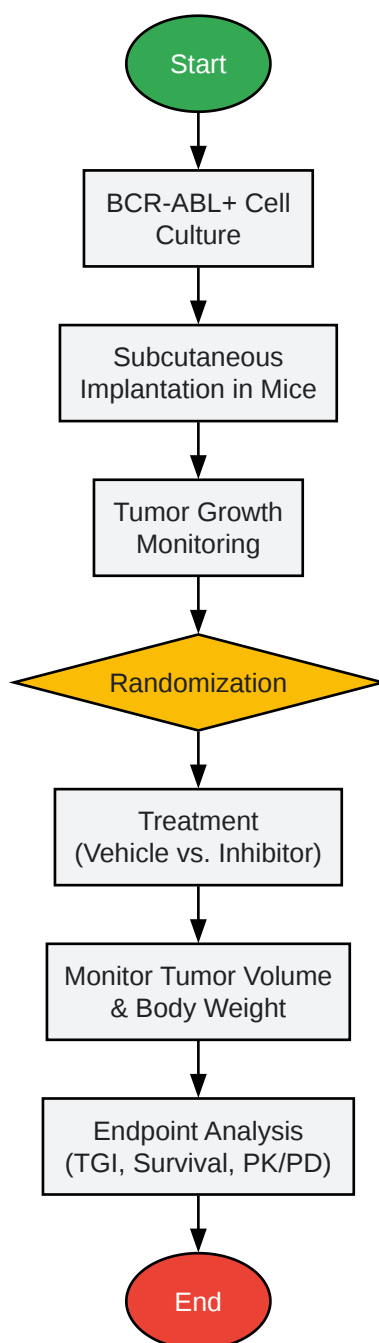 Start
BCR-ABL+ Cell
Culture
Subcutaneous
Implantation in Mice
Tumor Growth
Monitoring
Randomization
Treatment
(Vehicle vs. Inhibitor)
Monitor Tumor Volume
& Body Weight
Endpoint Analysis
(TGI, Survival, PK/PD)
End